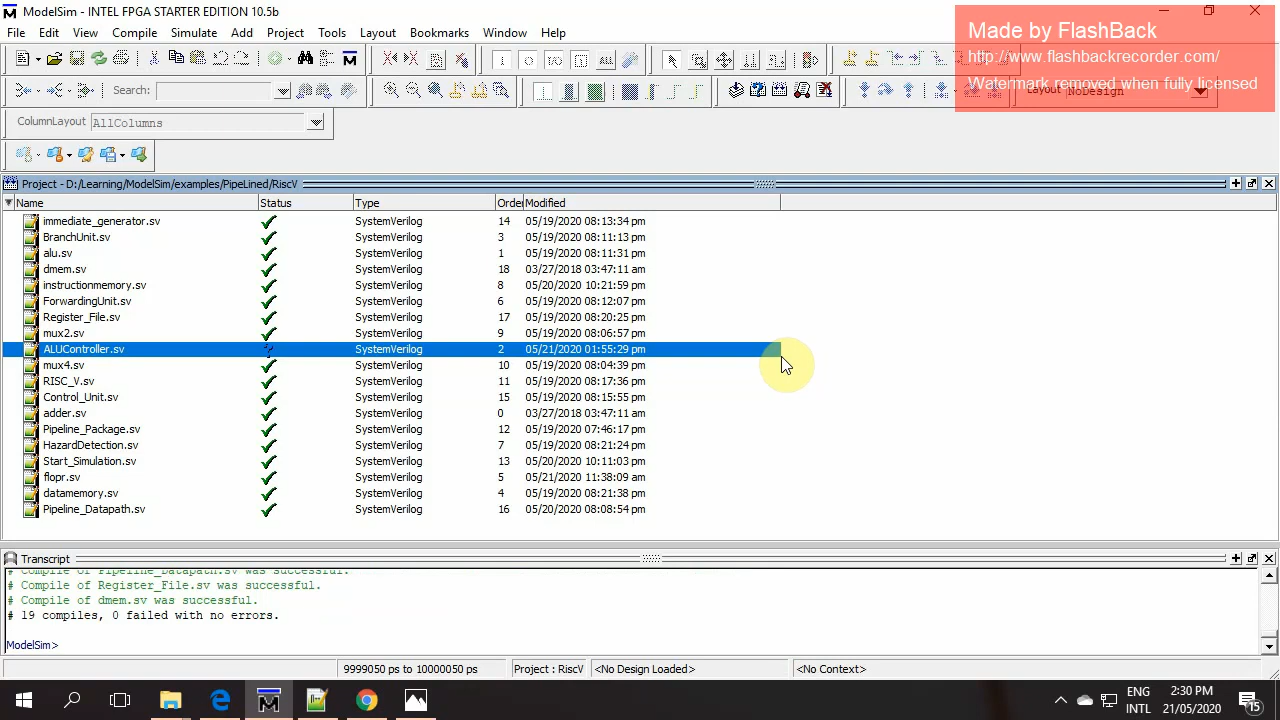 ModelSim - INTEL FPGA STARTER EDITION 10.5b
Made by FlashBack
http://www.flashbackrecorder.com/
Watermark removed when fully licensed
File Edit View Compile Simulate Add Project Tools Layout Bookmarks Window Help
Search:
Layout NoDesign
ColumnLayout AllColumns
Project - D:/Learning/ModelSim/examples/PipeLined/RiscV
Name Status Type Order Modified
immediate_generator.sv SystemVerilog 14 05/19/2020 08:13:34 pm
BranchUnit.sv SystemVerilog 3 05/19/2020 08:11:13 pm
alu.sv SystemVerilog 1 05/19/2020 08:11:31 pm
dmem.sv SystemVerilog 18 03/27/2018 03:47:11 am
instructionmemory.sv SystemVerilog 8 05/20/2020 10:21:59 pm
ForwardingUnit.sv SystemVerilog 6 05/19/2020 08:12:07 pm
Register_File.sv SystemVerilog 17 05/19/2020 08:20:25 pm
mux2.sv SystemVerilog 9 05/19/2020 08:06:57 pm
ALUController.sv ? SystemVerilog 2 05/21/2020 01:55:29 pm
mux4.sv SystemVerilog 10 05/19/2020 08:04:39 pm
RISC_V.sv SystemVerilog 11 05/19/2020 08:17:36 pm
Control_Unit.sv SystemVerilog 15 05/19/2020 08:15:55 pm
adder.sv SystemVerilog 0 03/27/2018 03:47:11 am
Pipeline_Package.sv SystemVerilog 12 05/19/2020 07:46:17 pm
HazardDetection.sv SystemVerilog 7 05/19/2020 08:21:24 pm
Start_Simulation.sv SystemVerilog 13 05/20/2020 10:11:03 pm
flopr.sv SystemVerilog 5 05/21/2020 11:38:09 am
datamemory.sv SystemVerilog 4 05/19/2020 08:21:38 pm
Pipeline_Datapath.sv SystemVerilog 16 05/20/2020 08:08:54 pm
Transcript
# Compile of Pipeline_Datapath.sv was successful.
# Compile of Register_File.sv was successful.
# Compile of dmem.sv was successful.
# 19 compiles, 0 failed with no errors.
ModelSim>
9999050 ps to 10000050 ps Project : RiscV <No Design Loaded> <No Context>
ENG 2:30 PM
INTL 21/05/2020 15